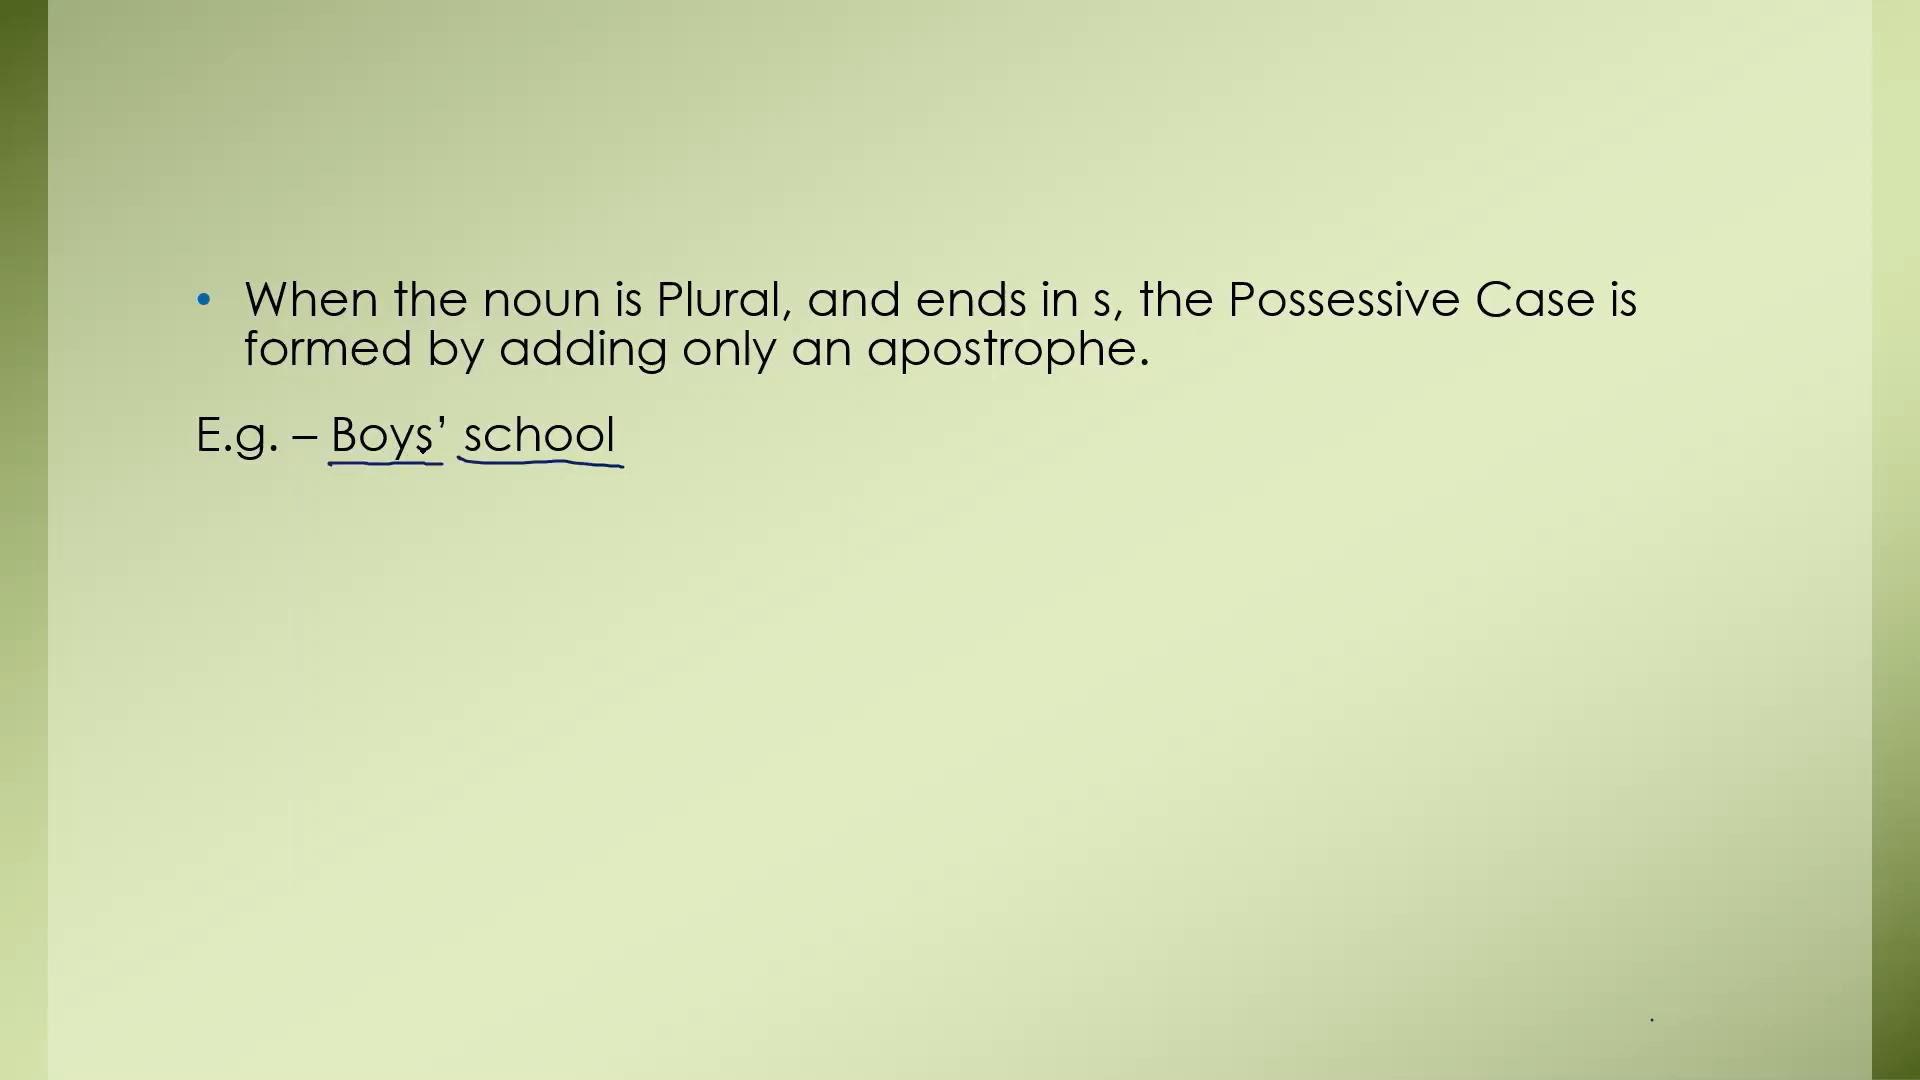 • When the noun is Plural, and ends in s, the Possessive Case is
formed by adding only an apostrophe.
E.g. – Boys’ school